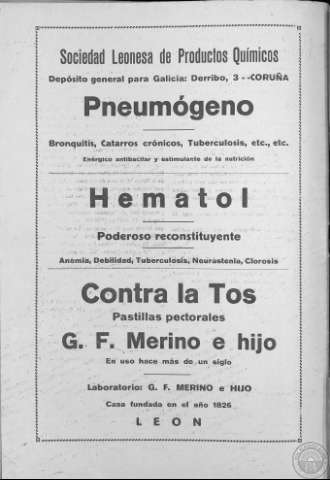 Sociedad Leonesa de Productos Químicos
Depósito general para Galicia: Derribo, 3 - -CORUÑA
Pneumógeno
Bronquitis, Catarros crónicos, Tuberculosis, etc., etc.
Enérgico antibacilar y estimulante de la nutrición
Hematol
Poderoso reconstituyente
Anemia, Debilidad, Tuberculosis, Neurastenia, Clorosis
Contra la Tos
Pastillas pectorales
G. F. Merino e hijo
En uso hace más de un siglo
Laboratorio: G. F. MERINO e HIJO
Casa fundada en el año 1826
LEON